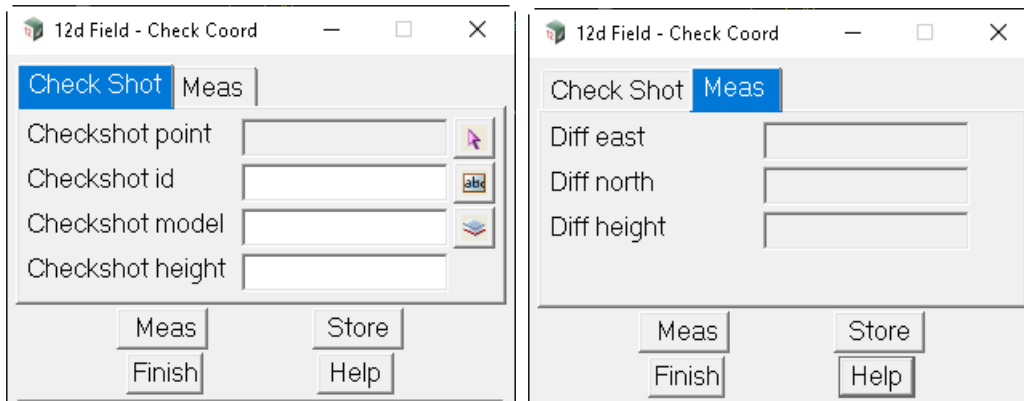 12d Field - Check Coord
Check Shot Meas
Checkshot point
Checkshot id
abc
Checkshot model
Checkshot height
Meas Store
Finish Help
12d Field - Check Coord
Check Shot Meas
Diff east
Diff north
Diff height
Meas Store
Finish Help